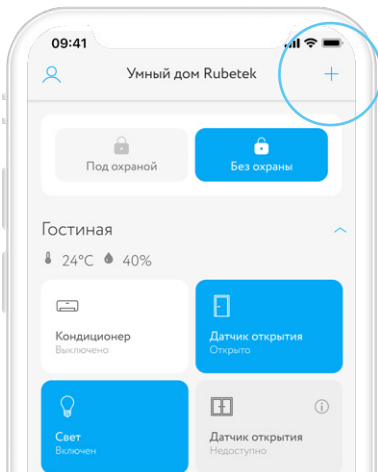 09:41
Умный дом Rubetek
Под охраной
Без охраны
Гостиная
24°C 40%
Кондиционер
Выключено
Датчик открытия
Открыто
Свет
Включен
Датчик открытия
Недоступно